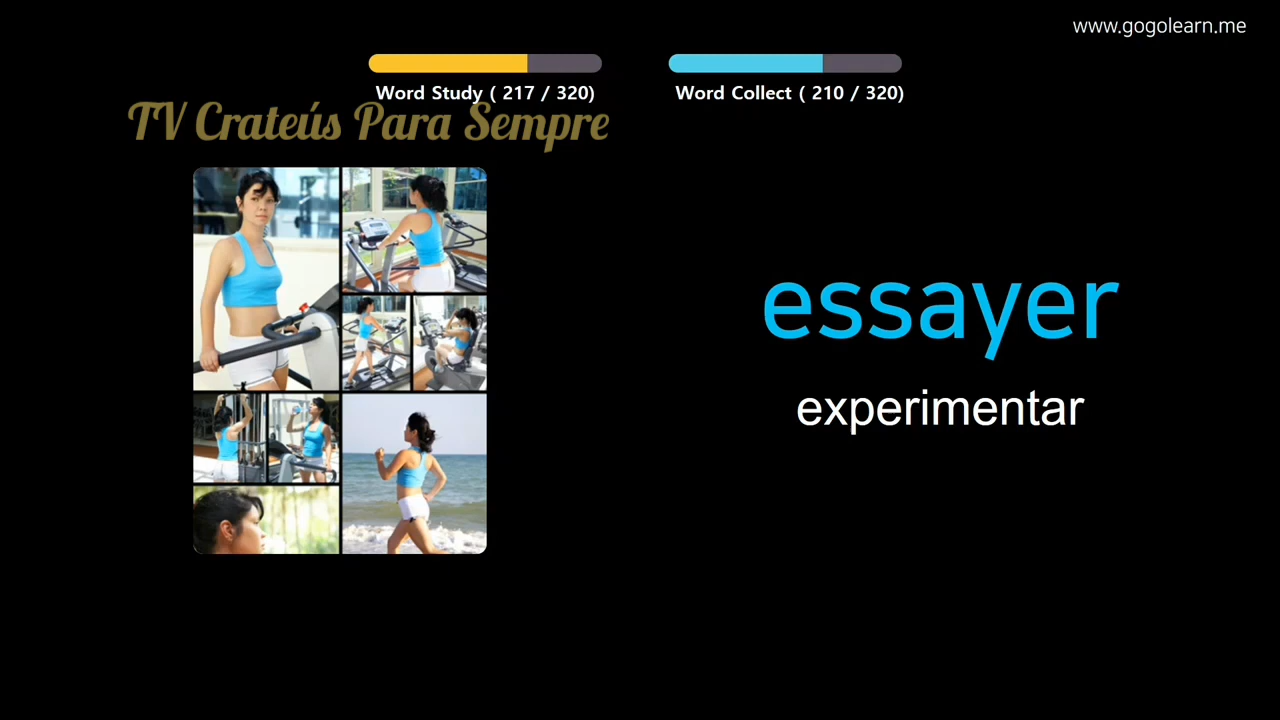 www.gogolearn.me
Word Study ( 217 / 320)
Word Collect ( 210 / 320)
TV Crateús Para Sempre
essayer
experimentar